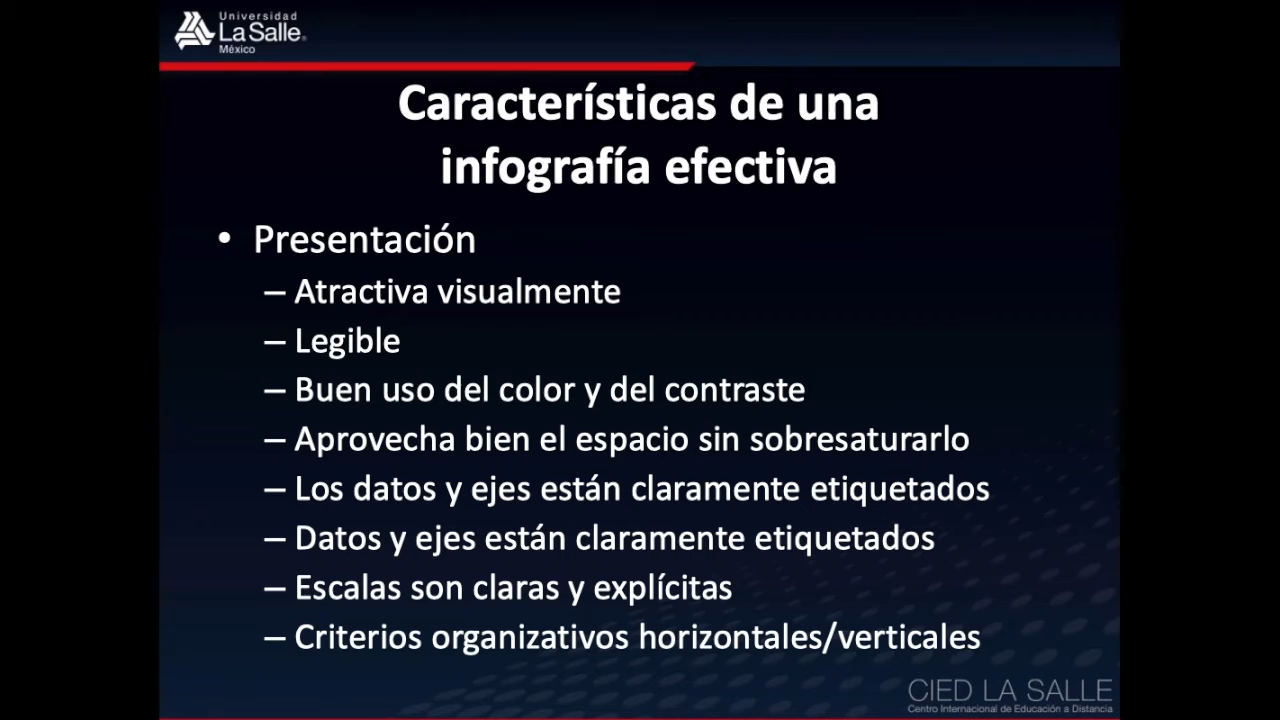 Universidad
La Salle
México
Características de una
infografía efectiva
• Presentación
– Atractiva visualmente
– Legible
– Buen uso del color y del contraste
– Aprovecha bien el espacio sin sobresaturarlo
– Los datos y ejes están claramente etiquetados
– Datos y ejes están claramente etiquetados
– Escalas son claras y explícitas
– Criterios organizativos horizontales/verticales
CIED LA SALLE
Centro Internacional de Educación a Distancia